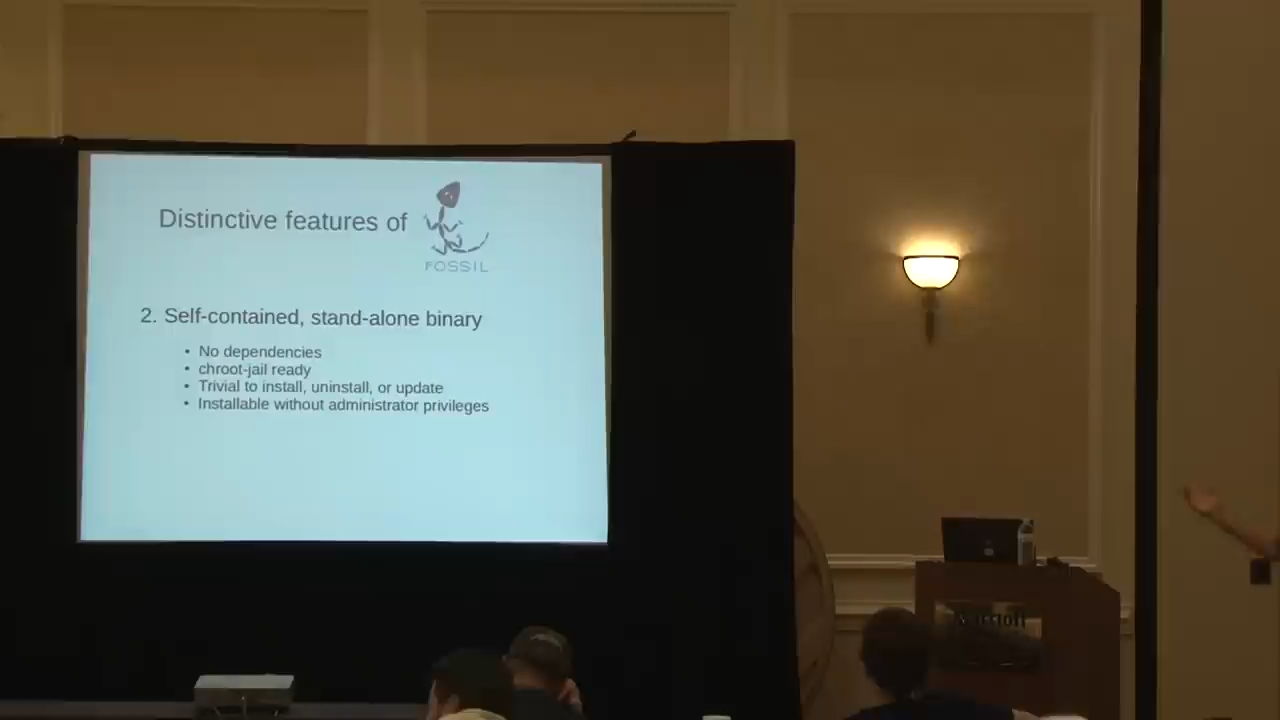 Distinctive features of
FOSSIL
2. Self-contained, stand-alone binary
• No dependencies
• chroot-jail ready
• Trivial to install, uninstall, or update
• Installable without administrator privileges
Marriott